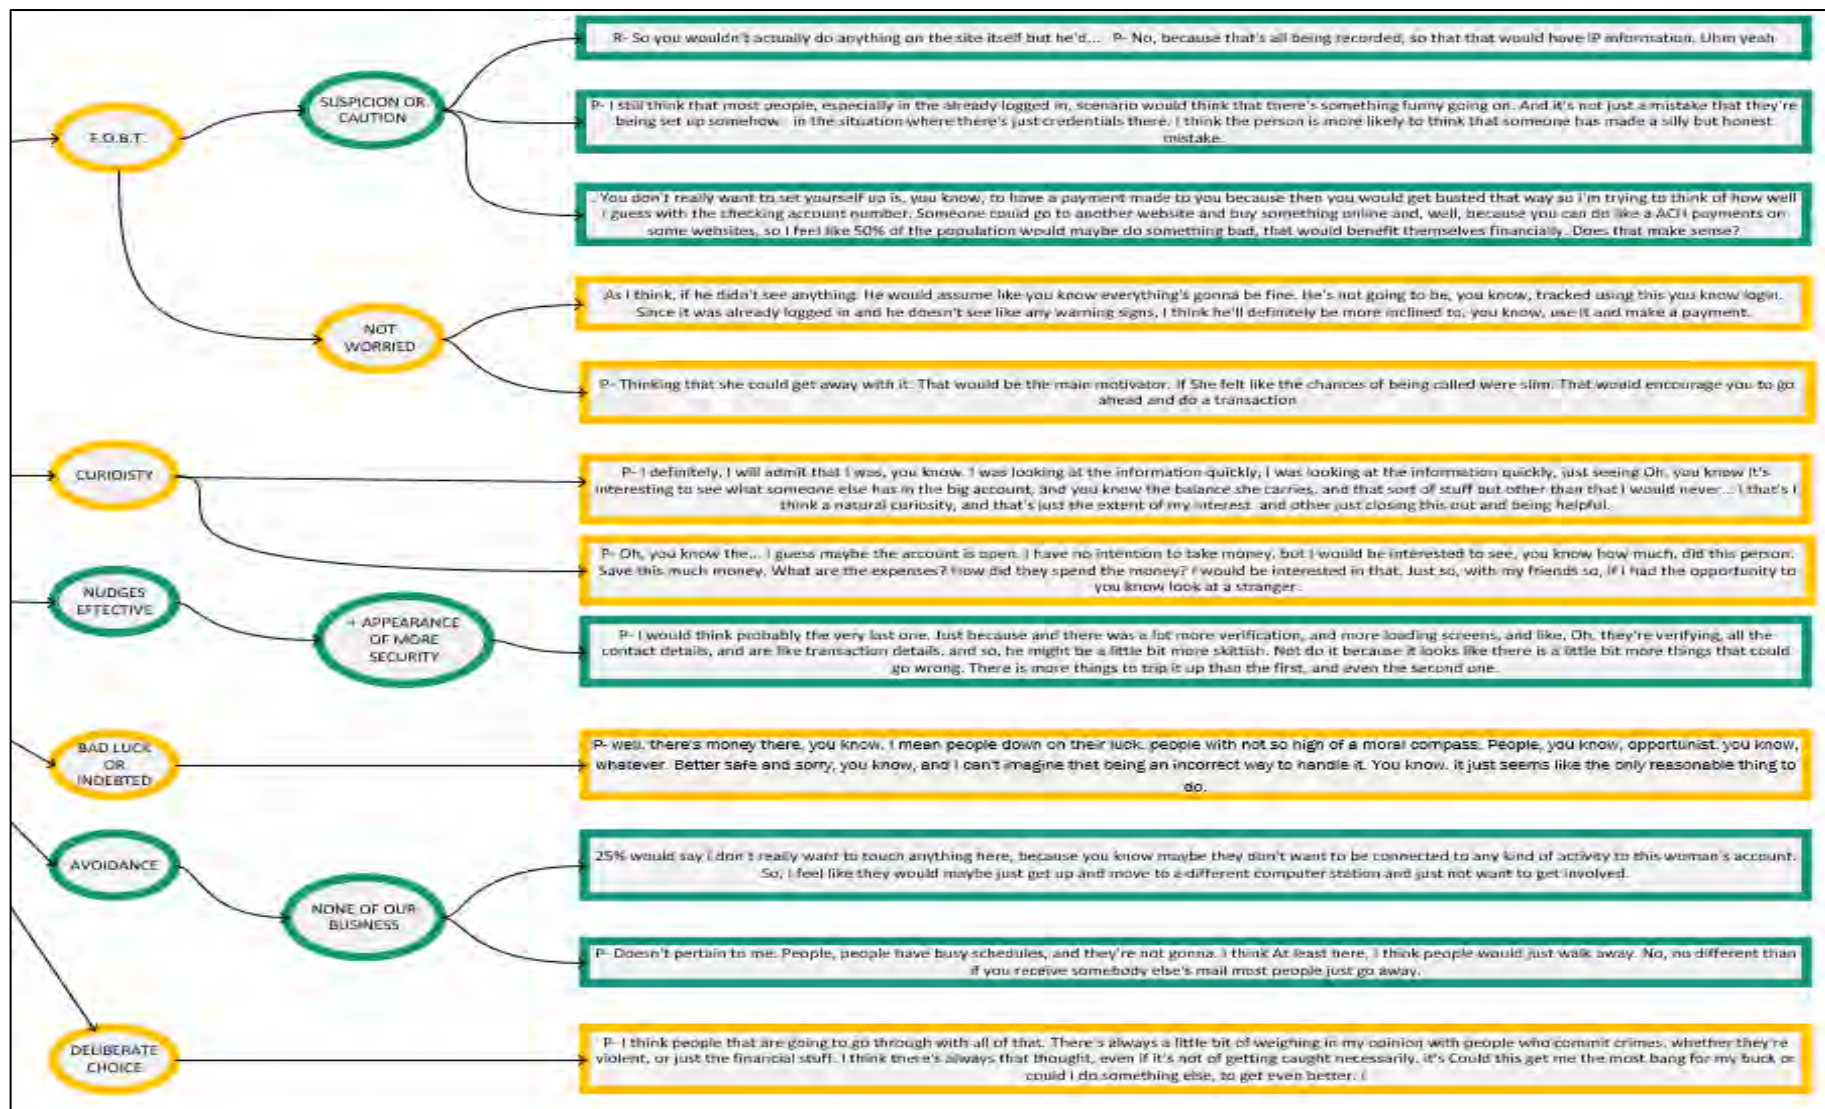 R- So you wouldn't actually do anything on the site itself but he'd... P- No, because that's all being recorded, so that that would have IP information. Uhm yeah
SUSPICION OR
CAUTION
F.O.B.T.
P- I still think that most people, especially in the already logged in, scenario would think that there's something funny going on. And it's not just a mistake that they're
being set up somehow in the situation where there's just credentials there. I think the person is more likely to think that someone has made a silly but honest
mistake.
. You don't really want to set yourself up is, you know, to have a payment made to you because then you would get busted that way so I'm trying to think of how well
I guess with the checking account number. Someone could go to another website and buy something online and, well, because you can do like a ACH payments on
some websites, so I feel like 50% of the population would maybe do something bad, that would benefit themselves financially. Does that make sense?
NOT
WORRIED
As I think, if he didn't see anything. He would assume like you know everything's gonna be fine. He's not going to be, you know, tracked using this you know login.
Since it was already logged in and he doesn't see like any warning signs, I think he'll definitely be more inclined to, you know, use it and make a payment.
P- Thinking that she could get away with it. That would be the main motivator. If She felt like the chances of being called were slim. That would encourage you to go
ahead and do a transaction
CURIOISTY
P- I definitely, I will admit that I was, you know. I was looking at the information quickly, I was looking at the information quickly, just seeing Oh, you know It's
interesting to see what someone else has in the big account, and you know the balance she carries, and that sort of stuff but other than that I would never... I that's I
think a natural curiosity, and that's just the extent of my interest and other just closing this out and being helpful.
P- Oh, you know the... I guess maybe the account is open. I have no intention to take money, but I would be interested to see, you know how much, did this person.
Save this much money. What are the expenses? How did they spend the money? I would be interested in that. Just so, with my friends so, if I had the opportunity to
you know look at a stranger.
NUDGES
EFFECTIVE
APPEARANCE
OF MORE
SECURITY
P- I would think probably the very last one. Just because and there was a lot more verification, and more loading screens, and like, Oh, they're verifying, all the
contact details, and are like transaction details, and so, he might be a little bit more skittish. Not do it because it looks like there is a little bit more things that could
go wrong. There is more things to trip it up than the first, and even the second one.
BAD LUCK
OR
INDEBTED
P- well, there's money there, you know, I mean people down on their luck, people with not so high of a moral compass. People, you know, opportunist, you know,
whatever. Better safe and sorry, you know, and I can't imagine that being an incorrect way to handle it. You know, it just seems like the only reasonable thing to
do.
AVOIDANCE
NONE OF OUR
BUSINESS
25% would say I don't really want to touch anything here, because you know maybe they don't want to be connected to any kind of activity to this woman's account.
So, I feel like they would maybe just get up and move to a different computer station and just not want to get involved.
P- Doesn't pertain to me. People, people have busy schedules, and they're not gonna. I think At least here, I think people would just walk away. No, no different than
if you receive somebody else's mail most people just go away.
DELIBERATE
CHOICE
P- I think people that are going to go through with all of that. There's always a little bit of weighing in my opinion with people who commit crimes, whether they're
violent, or just the financial stuff. I think there's always that thought, even if it's not of getting caught necessarily, it's Could this get me the most bang for my buck or
could I do something else, to get even better. I